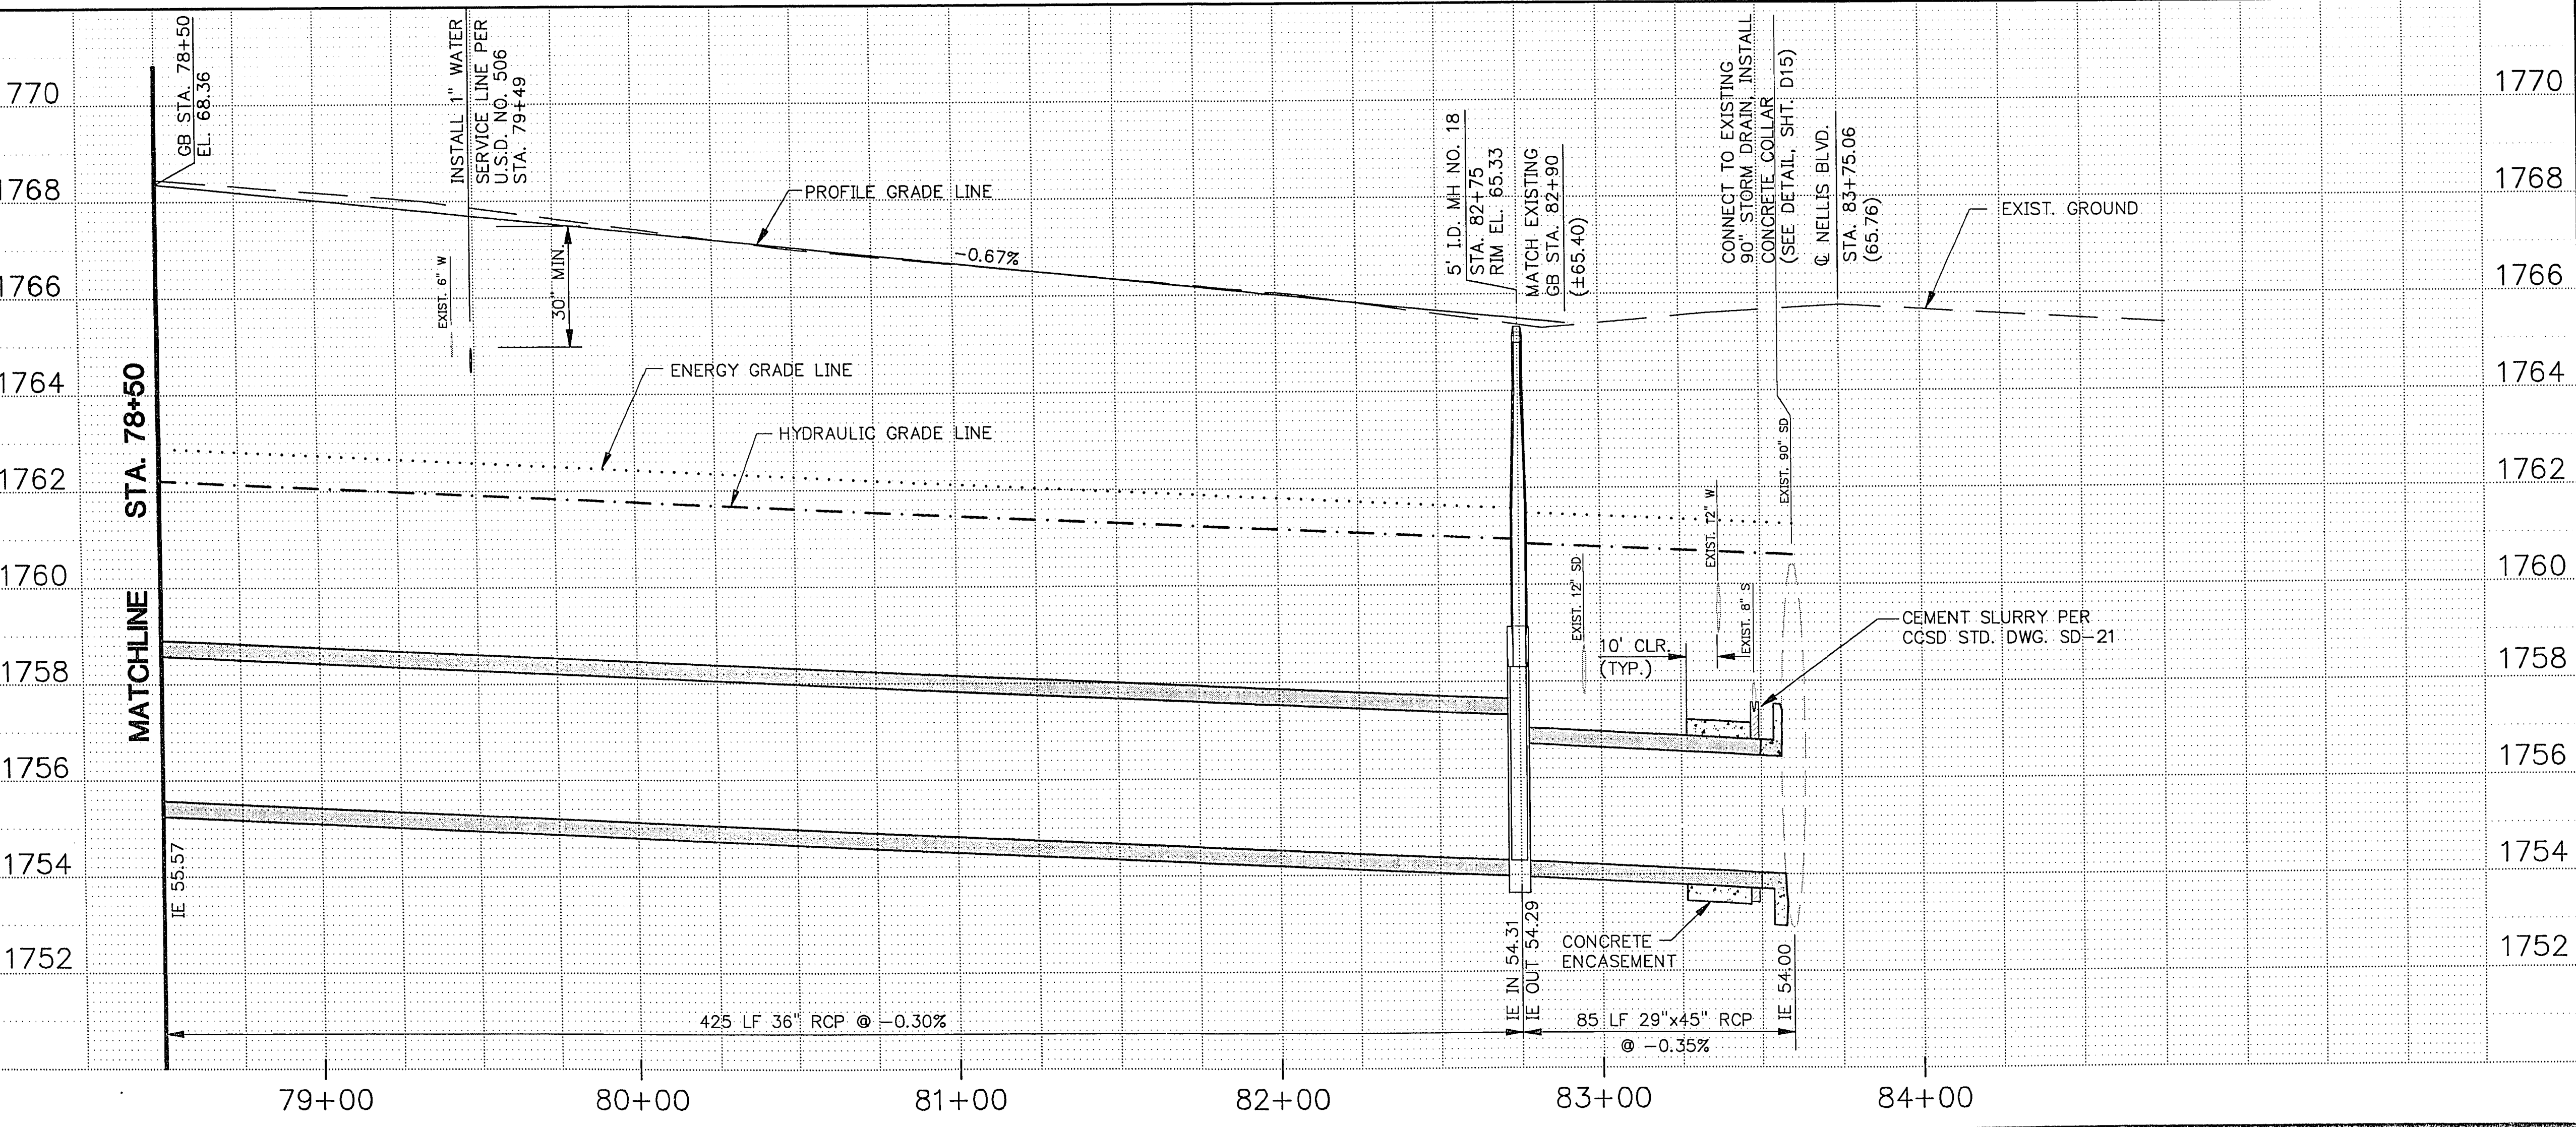 GB STA. 78+50
EL. 68.36
INSTALL 1" WATER
SERVICE LINE PER
U.S.D. NO. 506
STA. 79+49
EXIST. 6" W
30" MIN.
PROFILE GRADE LINE
-0.67%
5' I.D. MH NO. 18
STA. 82+75
RIM EL. 65.33
MATCH EXISTING
GB STA. 82+90
(±65.40)
CONNECT TO EXISTING
90" STORM DRAIN, INSTALL
CONCRETE COLLAR
(SEE DETAIL, SHT. D15)
℄ NELLIS BLVD.
STA. 83+75.06
(65.76)
EXIST. GROUND
ENERGY GRADE LINE
HYDRAULIC GRADE LINE
MATCHLINE STA. 78+50
EXIST. 12" SD
EXIST. 12" W
EXIST. 8" S
EXIST. 90" SD
10' CLR.
(TYP.)
CEMENT SLURRY PER
CCSD STD. DWG. SD-21
CONCRETE
ENCASEMENT
IE 55.57
IE IN 54.31
IE OUT 54.29
IE 54.00
425 LF 36" RCP @ -0.30%
85 LF 29"x45" RCP
@ -0.35%
770
1768
1766
1764
1762
1760
1758
1756
1754
1752
1770
1768
1766
1764
1762
1760
1758
1756
1754
1752
79+00
80+00
81+00
82+00
83+00
84+00